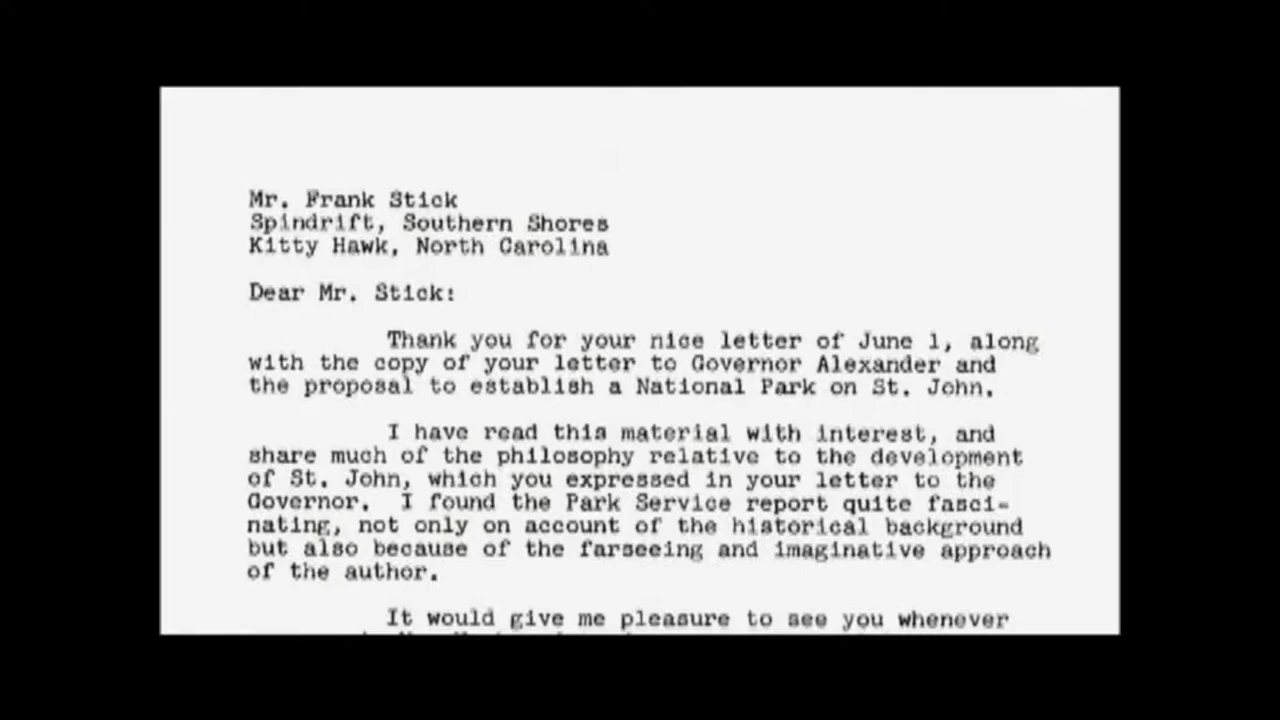 Mr. Frank Stick
Spindrift, Southern Shores
Kitty Hawk, North Carolina
Dear Mr. Stick:
Thank you for your nice letter of June 1, along
with the copy of your letter to Governor Alexander and
the proposal to establish a National Park on St. John.
I have read this material with interest, and
share much of the philosophy relative to the development
of St. John, which you expressed in your letter to the
Governor. I found the Park Service report quite fasci-
nating, not only on account of the historical background
but also because of the farseeing and imaginative approach
of the author.
It would give me pleasure to see you whenever